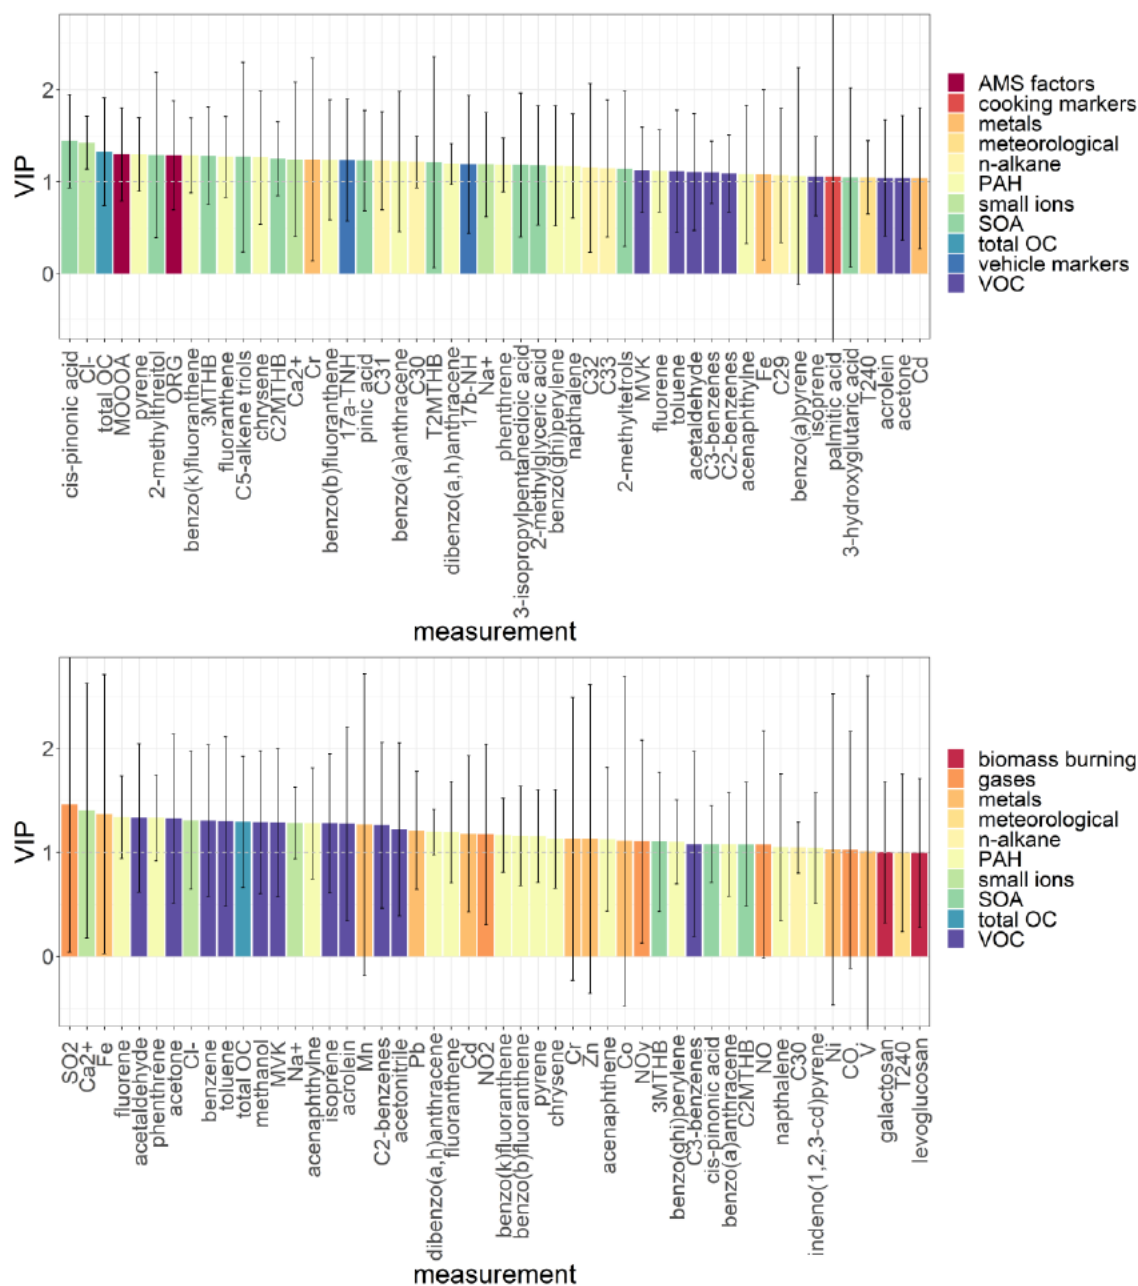 VIP
2
1
0
AMS factors
cooking markers
metals
meteorological
n-alkane
PAH
small ions
SOA
total OC
vehicle markers
VOC
cis-pinonic acid
Cl-
total OC
MOOOA
pyrene
2-methylthreitol
ORG
benzo(k)fluoranthene
3MTHB
fluoranthene
C5-alkene triols
chrysene
C2MTHB
Ca2+
Cr
benzo(b)fluoranthene
17a-TNH
pinic acid
C31
benzo(a)anthracene
C30
T2MTHB
dibenzo(a,h)anthracene
17b-NH
Na+
phenthrene
3-isopropylpentanedioic acid
2-methylglyceric acid
benzo(ghi)perylene
napthalene
C32
C33
2-methyltetrols
MVK
fluorene
toluene
acetaldehyde
C3-benzenes
C2-benzenes
acenaphthylne
Fe
C29
benzo(a)pyrene
isoprene
palmitic acid
3-hydroxyglutaric acid
T240
acrolein
acetone
Cd
measurement
VIP
2
1
0
biomass burning
gases
metals
meteorological
n-alkane
PAH
small ions
SOA
total OC
VOC
SO2
Ca2+
Fe
fluorene
acetaldehyde
phenthrene
acetone
Cl-
benzene
toluene
total OC
methanol
MVK
Na+
acenaphthylne
isoprene
acrolein
Mn
C2-benzenes
acetonitrile
Pb
dibenzo(a,h)anthracene
fluoranthene
Cd
NO2
benzo(k)fluoranthene
benzo(b)fluoranthene
pyrene
chrysene
Cr
Zn
acenaphthene
Co
NOy
3MTHB
benzo(ghi)perylene
C3-benzenes
cis-pinonic acid
benzo(a)anthracene
C2MTHB
NO
napthalene
C30
indeno(1,2,3-cd)pyrene
Ni
CO
V
galactosan
T240
levoglucosan
measurement